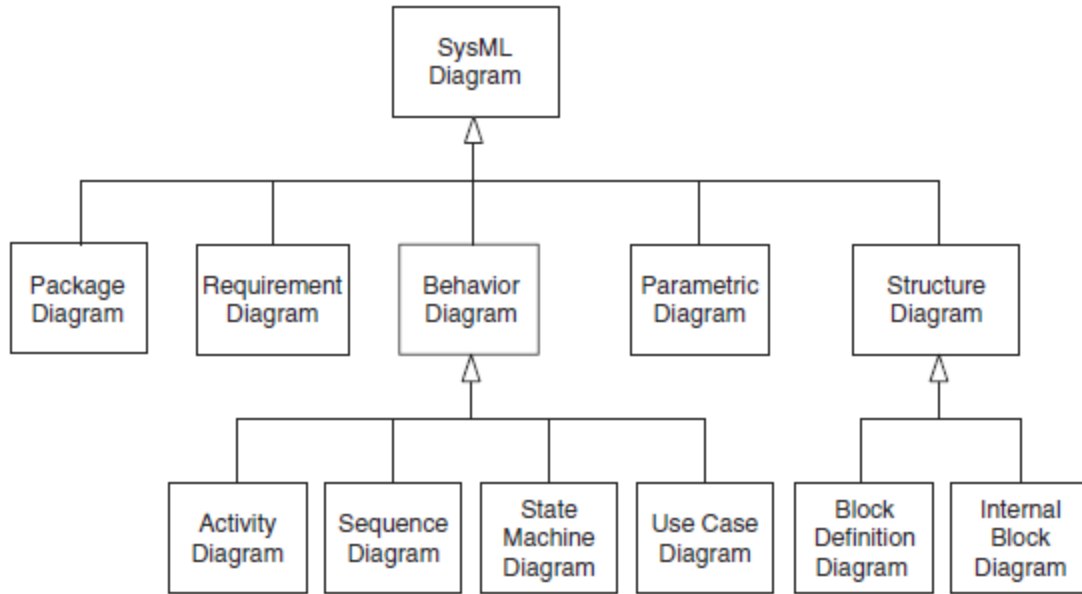 SysML
Diagram
Package
Diagram
Requirement
Diagram
Behavior
Diagram
Parametric
Diagram
Structure
Diagram
Activity
Diagram
Sequence
Diagram
State
Machine
Diagram
Use Case
Diagram
Block
Definition
Diagram
Internal
Block
Diagram